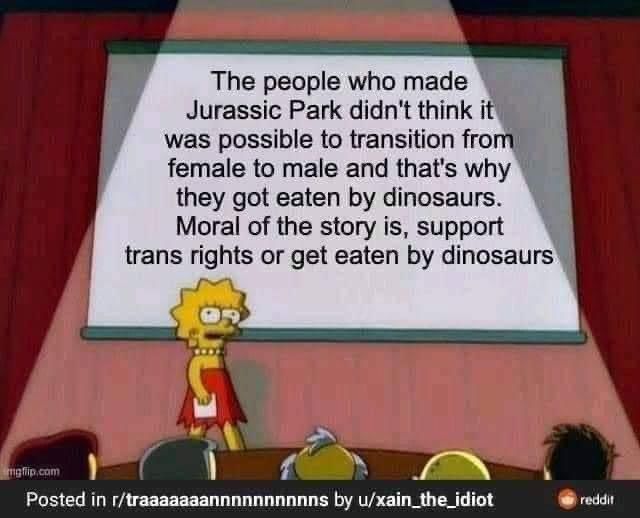 The people who made
Jurassic Park didn't think it
was possible to transition from
female to male and that's why
they got eaten by dinosaurs.
Moral of the story is, support
trans rights or get eaten by dinosaurs
imgflip.com
Posted in r/traaaaaaannnnnnnnnns by u/xain_the_idiot
reddit